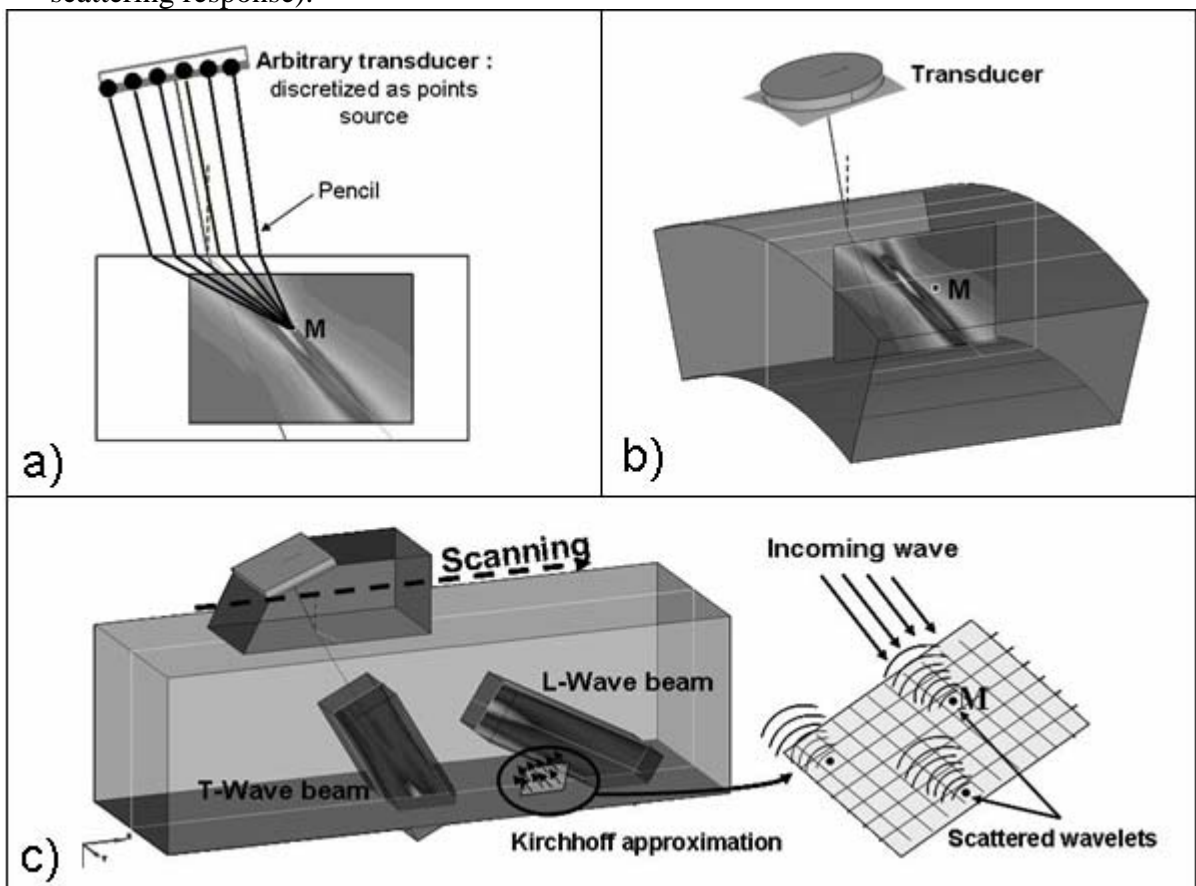 scattering response).
Arbitrary transducer :
discretized as points
source
Pencil
M
a)
Transducer
M
b)
Scanning
L-Wave beam
T-Wave beam
Kirchhoff approximation
Incoming wave
M
Scattered wavelets
c)